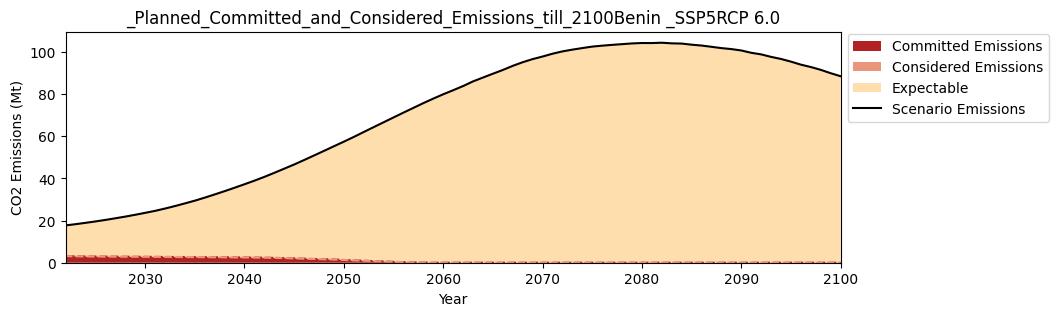 _Planned_Committed_and_Considered_Emissions_till_2100Benin _SSP5RCP 6.0
CO2 Emissions (Mt)
100
80
60
40
20
0
2030 2040 2050 2060 2070 2080 2090 2100
Year
Committed Emissions
Considered Emissions
Expectable
Scenario Emissions